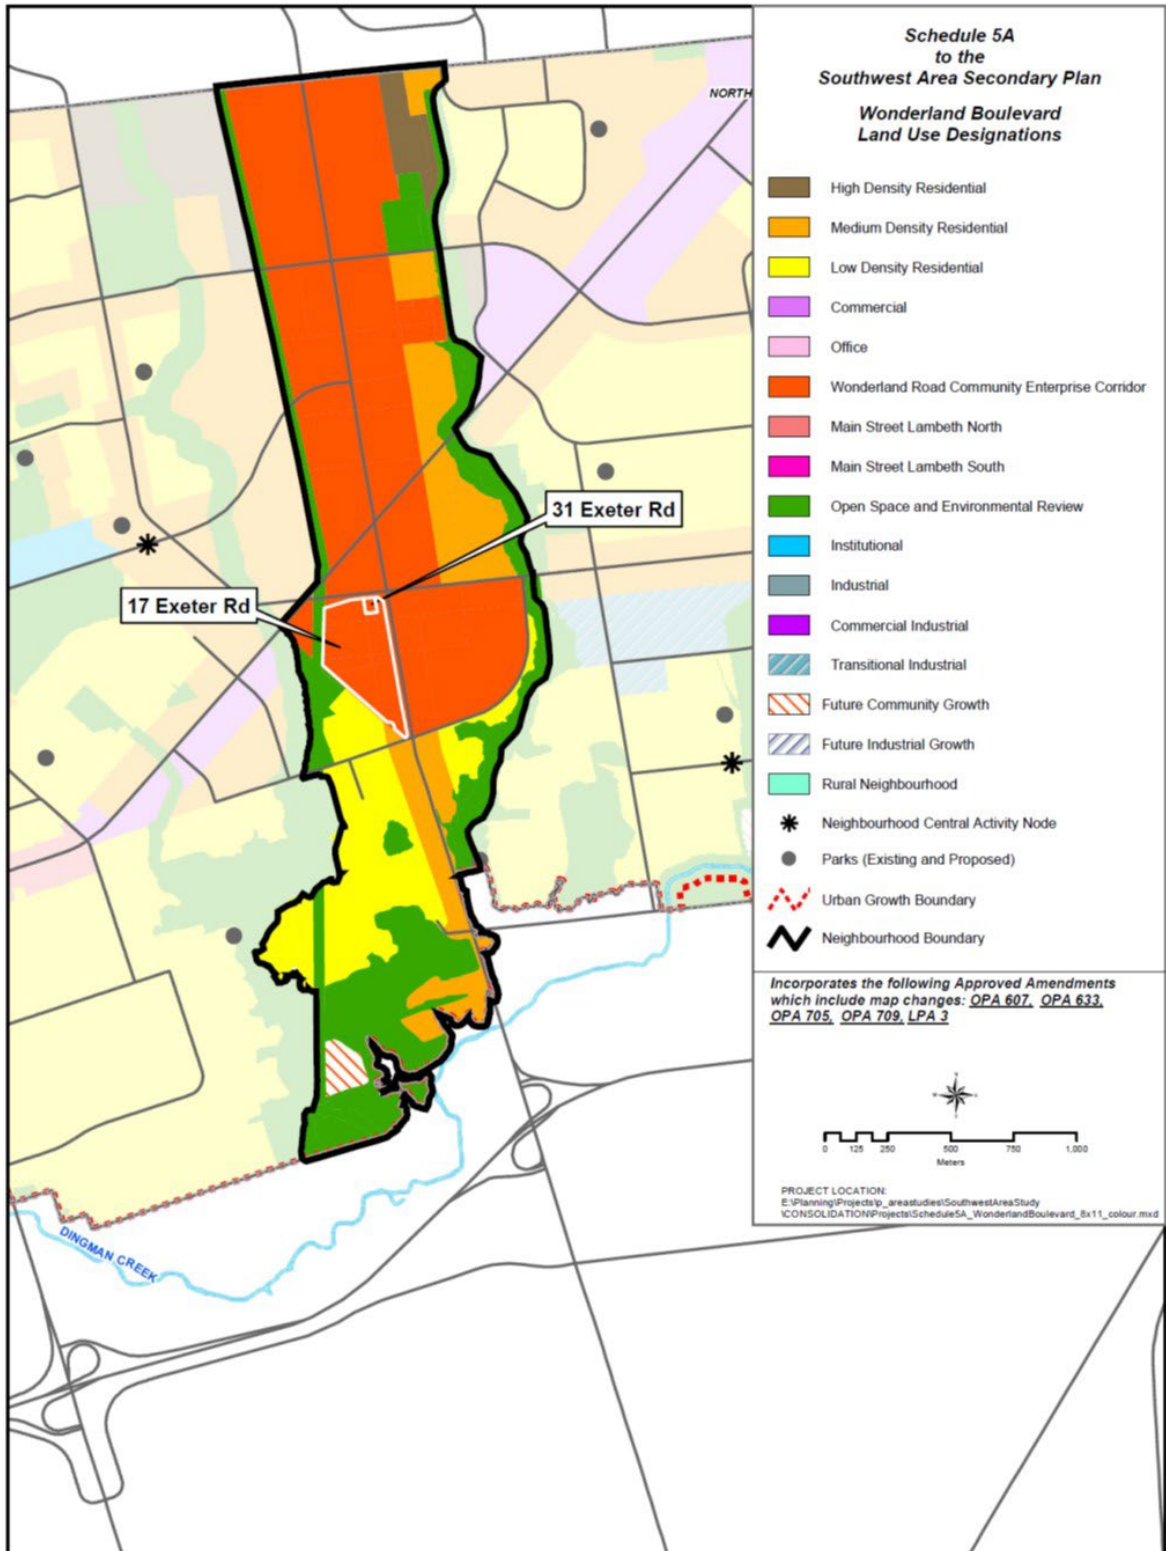 Schedule 5A
to the
Southwest Area Secondary Plan
Wonderland Boulevard
Land Use Designations
NORTH
High Density Residential
Medium Density Residential
Low Density Residential
Commercial
Office
Wonderland Road Community Enterprise Corridor
Main Street Lambeth North
Main Street Lambeth South
Open Space and Environmental Review
Institutional
Industrial
Commercial Industrial
Transitional Industrial
Future Community Growth
Future Industrial Growth
Rural Neighbourhood
Neighbourhood Central Activity Node
Parks (Existing and Proposed)
Urban Growth Boundary
Neighbourhood Boundary
31 Exeter Rd
17 Exeter Rd
Incorporates the following Approved Amendments
which include map changes: OPA 607, OPA 633,
OPA 705, OPA 709, LPA 3
0 125 250 500 750 1,000
Meters
PROJECT LOCATION:
E:\Planning\Projects\p_areastudies\SouthwestAreaStudy
\CONSOLIDATION\Projects\Schedule5A_WonderlandBoulevard_8x11_colour.mxd
DINGMAN CREEK